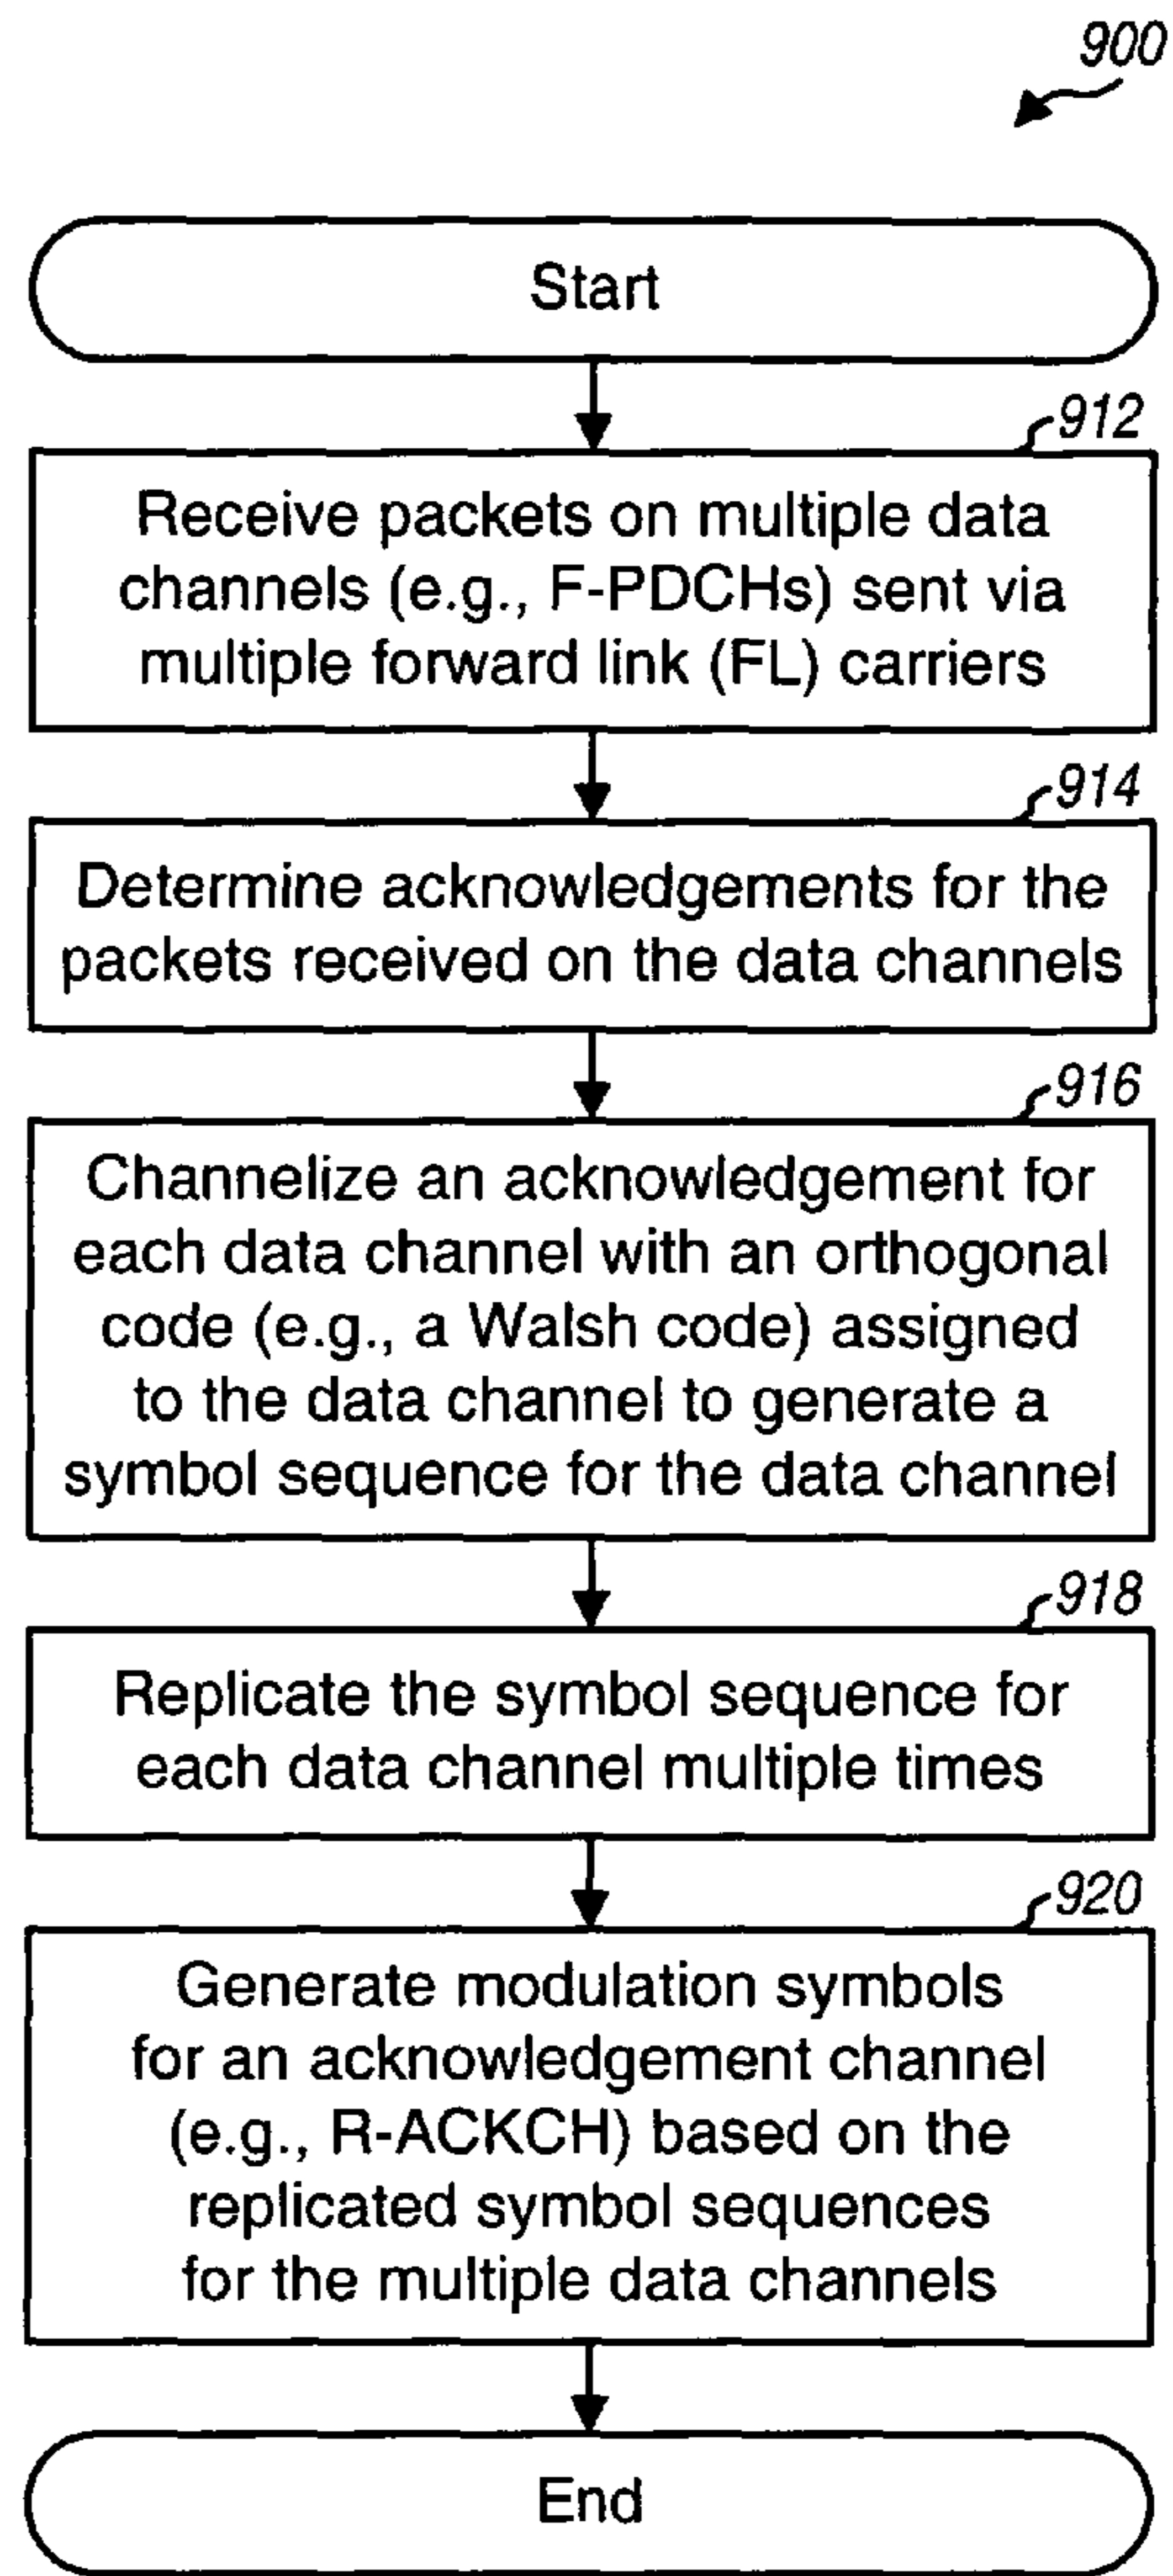 900
Start
912
Receive packets on multiple data
channels (e.g., F-PDCHs) sent via
multiple forward link (FL) carriers
914
Determine acknowledgements for the
packets received on the data channels
916
Channelize an acknowledgement for
each data channel with an orthogonal
code (e.g., a Walsh code) assigned
to the data channel to generate a
symbol sequence for the data channel
918
Replicate the symbol sequence for
each data channel multiple times
920
Generate modulation symbols
for an acknowledgement channel
(e.g., R-ACKCH) based on the
replicated symbol sequences
for the multiple data channels
End